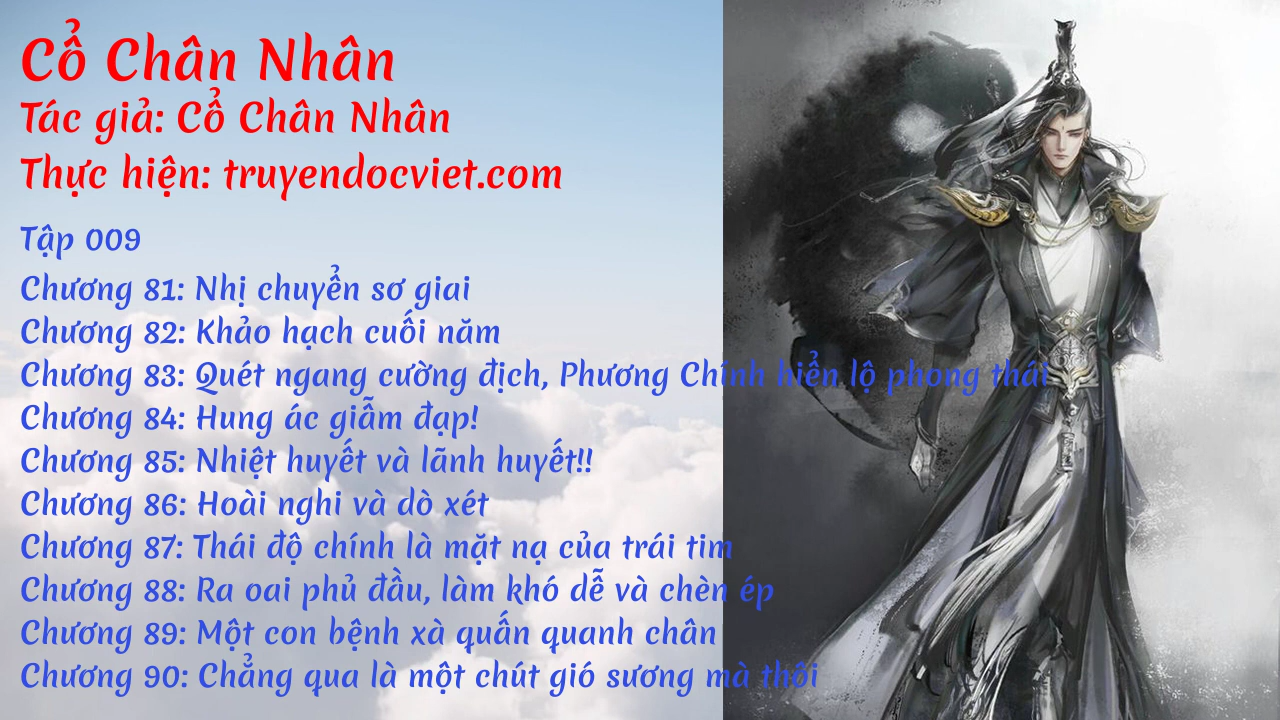 Cổ Chân Nhân
Tác giả: Cổ Chân Nhân
Thực hiện: truyendocviet.com
Tập 009
Chương 81: Nhị chuyển sơ giai
Chương 82: Khảo hạch cuối năm
Chương 83: Quét ngang cường địch, Phương Chính hiển lộ phong thái
Chương 84: Hung ác giẫm đạp!
Chương 85: Nhiệt huyết và lãnh huyết!!
Chương 86: Hoài nghi và dò xét
Chương 87: Thái độ chính là mặt nạ của trái tim
Chương 88: Ra oai phủ đầu, làm khó dễ và chèn ép
Chương 89: Một con bệnh xà quấn quanh chân
Chương 90: Chẳng qua là một chút gió sương mà thôi